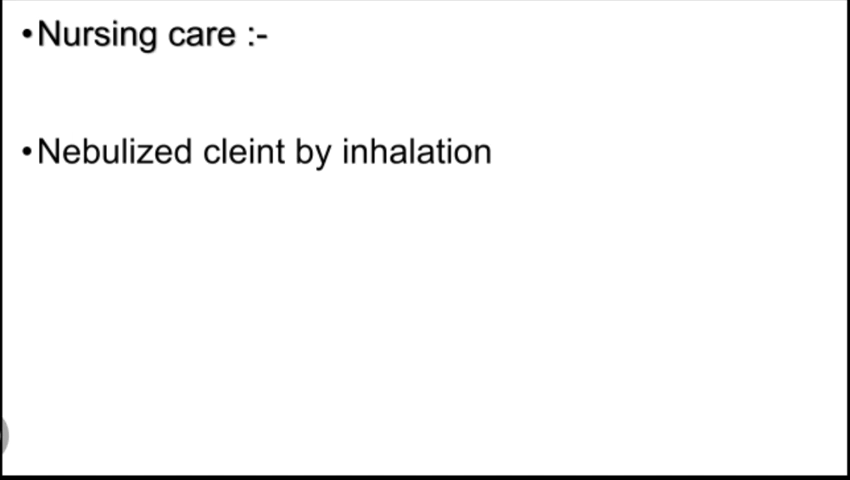 •Nursing care :-
•Nebulized cleint by inhalation